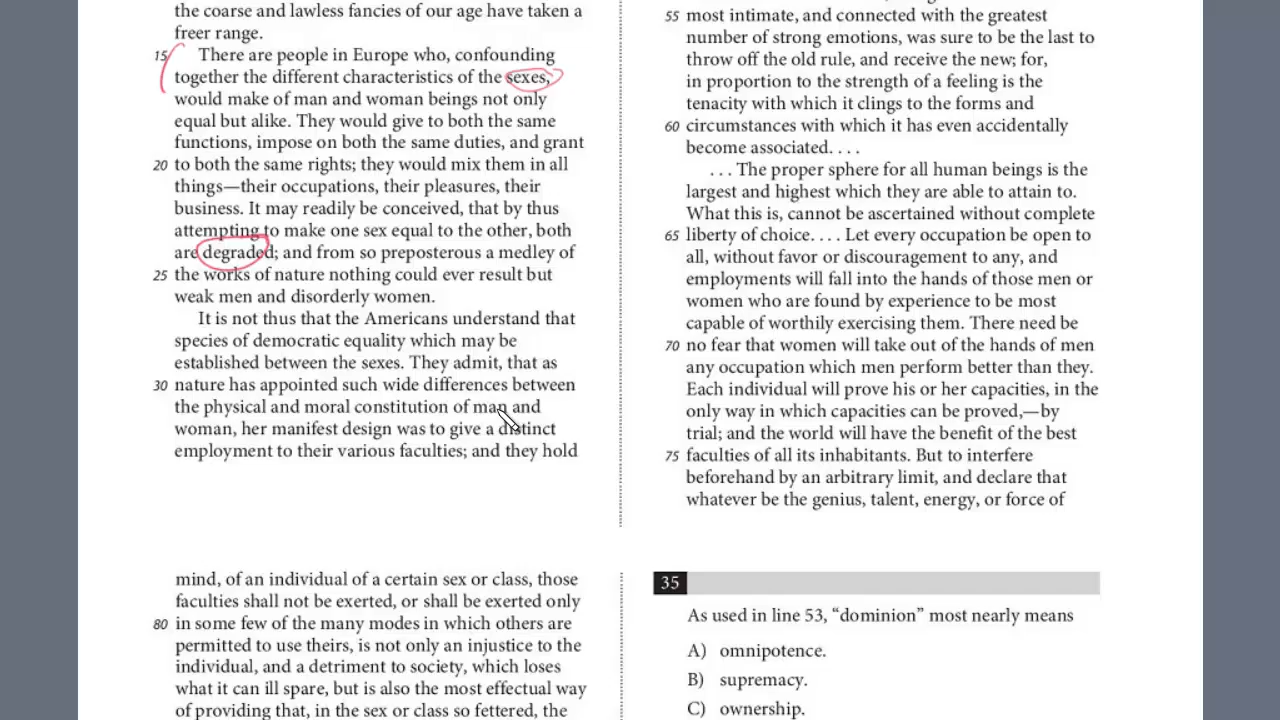 the coarse and lawless fancies of our age have taken a
freer range.
15 There are people in Europe who, confounding
together the different characteristics of the sexes,
would make of man and woman beings not only
equal but alike. They would give to both the same
functions, impose on both the same duties, and grant
20 to both the same rights; they would mix them in all
things—their occupations, their pleasures, their
business. It may readily be conceived, that by thus
attempting to make one sex equal to the other, both
are degraded; and from so preposterous a medley of
25 the works of nature nothing could ever result but
weak men and disorderly women.
It is not thus that the Americans understand that
species of democratic equality which may be
established between the sexes. They admit, that as
30 nature has appointed such wide differences between
the physical and moral constitution of man and
woman, her manifest design was to give a distinct
employment to their various faculties; and they hold
55 most intimate, and connected with the greatest
number of strong emotions, was sure to be the last to
throw off the old rule, and receive the new; for,
in proportion to the strength of a feeling is the
tenacity with which it clings to the forms and
60 circumstances with which it has even accidentally
become associated. . . .
. . . The proper sphere for all human beings is the
largest and highest which they are able to attain to.
What this is, cannot be ascertained without complete
65 liberty of choice. . . . Let every occupation be open to
all, without favor or discouragement to any, and
employments will fall into the hands of those men or
women who are found by experience to be most
capable of worthily exercising them. There need be
70 no fear that women will take out of the hands of men
any occupation which men perform better than they.
Each individual will prove his or her capacities, in the
only way in which capacities can be proved,—by
trial; and the world will have the benefit of the best
75 faculties of all its inhabitants. But to interfere
beforehand by an arbitrary limit, and declare that
whatever be the genius, talent, energy, or force of
mind, of an individual of a certain sex or class, those
faculties shall not be exerted, or shall be exerted only
80 in some few of the many modes in which others are
permitted to use theirs, is not only an injustice to the
individual, and a detriment to society, which loses
what it can ill spare, but is also the most effectual way
of providing that, in the sex or class so fettered, the
35
As used in line 53, “dominion” most nearly means
A) omnipotence.
B) supremacy.
C) ownership.